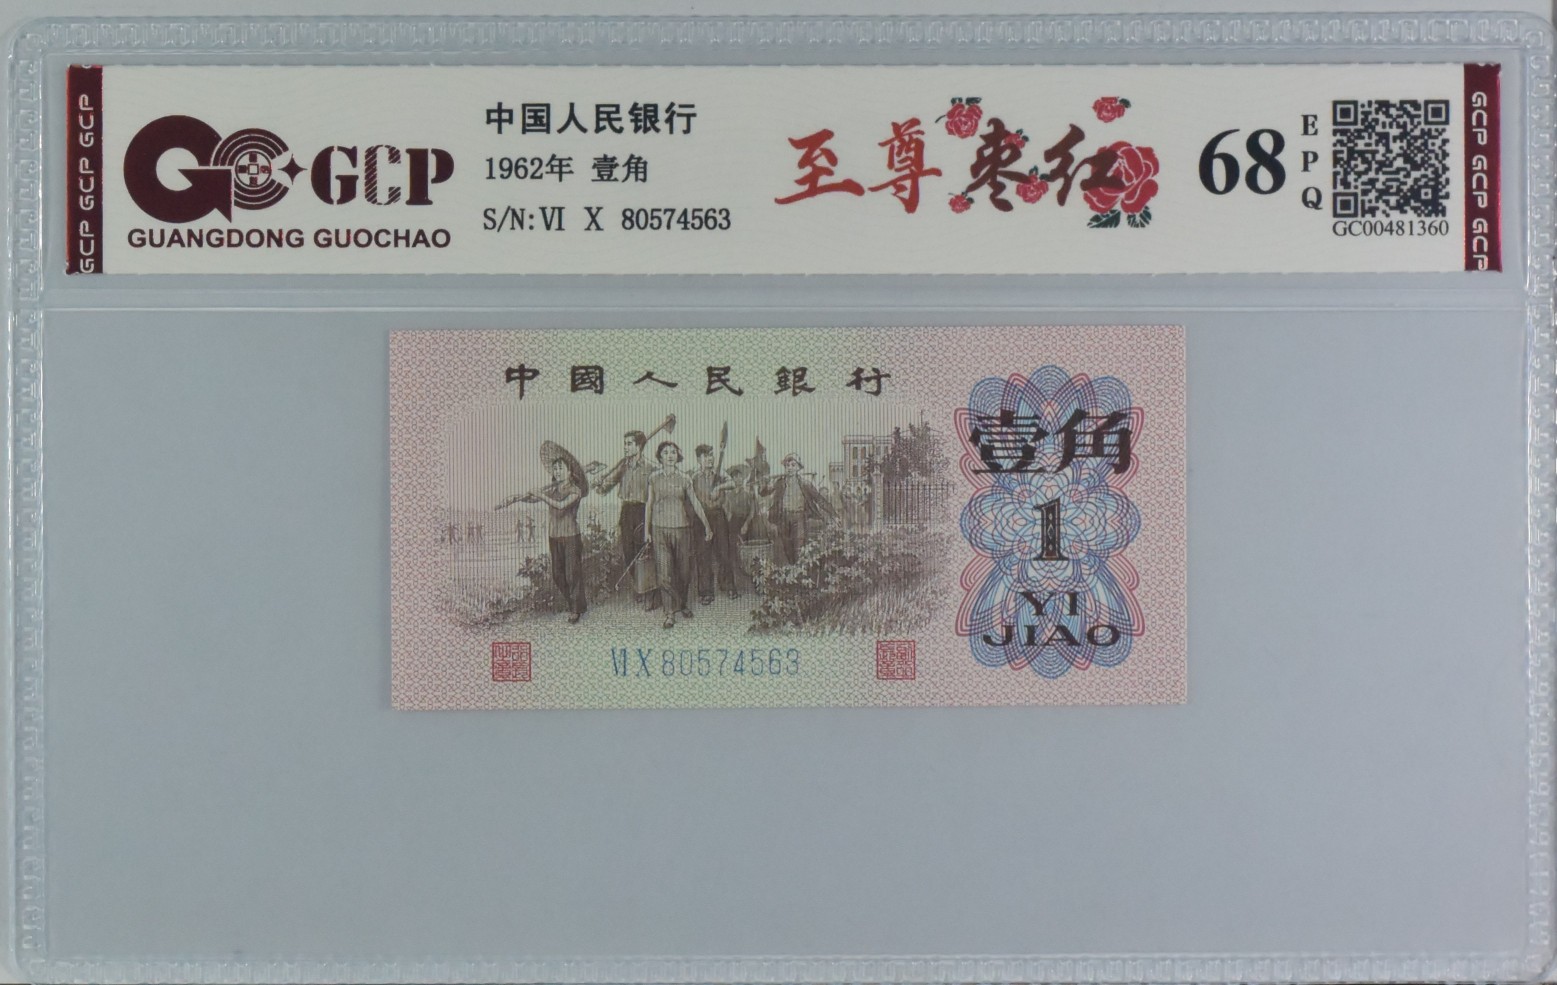 GCP GCP GCP
GCP
GUANGDONG GUOCHAO
中国人民银行
1962年 壹角
S/N:Ⅵ X 80574563
至尊枣红
68
EPQ
GC00481360
GCP GCP GCP
中國人民銀行
壹角
1
YI
JIAO
ⅥX80574563